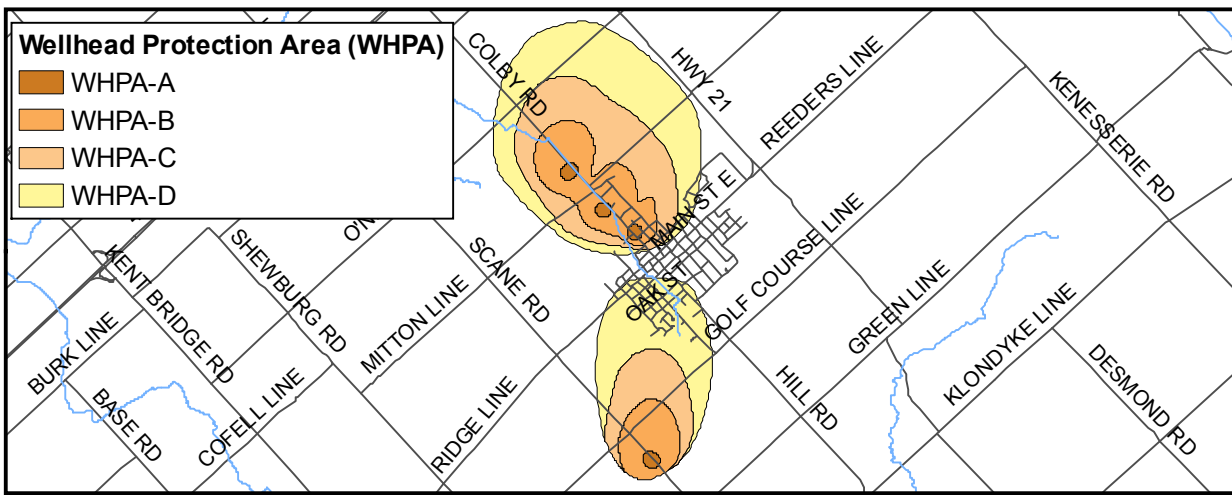 Wellhead Protection Area (WHPA)
WHPA-A
WHPA-B
WHPA-C
WHPA-D
COLBY RD
HWY 21
REEDERS LINE
KENESSERIE RD
MAIN ST E
OAK ST
GOLF COURSE LINE
GREEN LINE
KLONDYKE LINE
DESMOND RD
HILL RD
SCANE RD
MITTON LINE
RIDGE LINE
SHEWBURG RD
KENT BRIDGE RD
BURK LINE
BASE RD
COFELL LINE